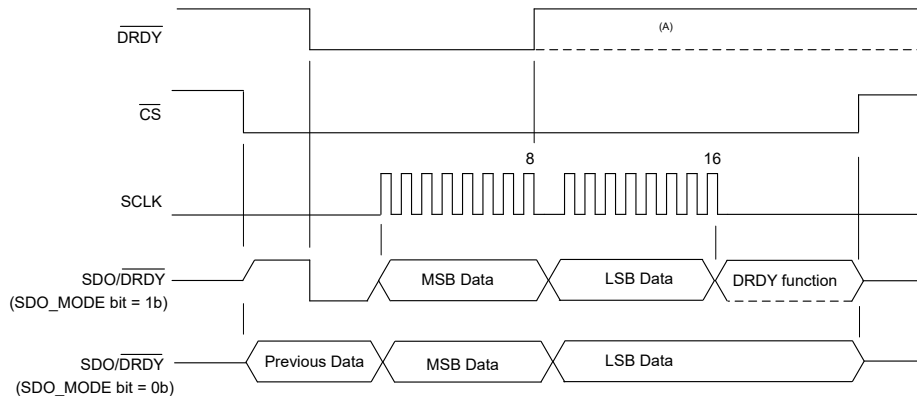 DRDY
(A)
CS
8
16
SCLK
SDO/DRDY
(SDO_MODE bit = 1b)
MSB Data
LSB Data
DRDY function
SDO/DRDY
(SDO_MODE bit = 0b)
Previous Data
MSB Data
LSB Data